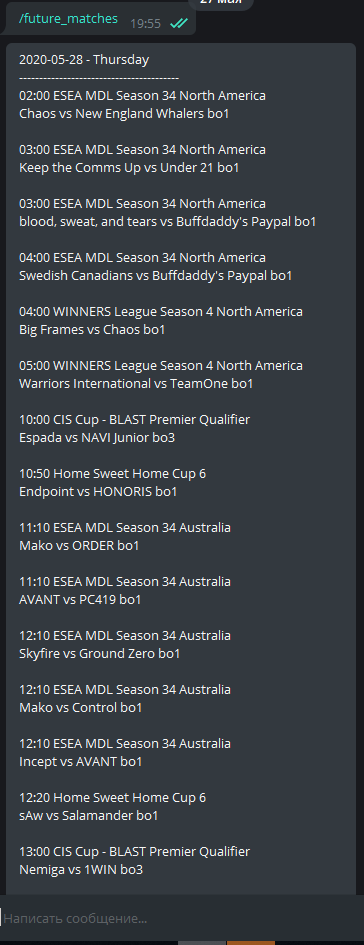 27 мая
/future_matches
19:55
2020-05-28 - Thursday
----------------------------------------
02:00 ESEA MDL Season 34 North America
Chaos vs New England Whalers bo1
03:00 ESEA MDL Season 34 North America
Keep the Comms Up vs Under 21 bo1
03:00 ESEA MDL Season 34 North America
blood, sweat, and tears vs Buffdaddy's Paypal bo1
04:00 ESEA MDL Season 34 North America
Swedish Canadians vs Buffdaddy's Paypal bo1
04:00 WINNERS League Season 4 North America
Big Frames vs Chaos bo1
05:00 WINNERS League Season 4 North America
Warriors International vs TeamOne bo1
10:00 CIS Cup - BLAST Premier Qualifier
Espada vs NAVI Junior bo3
10:50 Home Sweet Home Cup 6
Endpoint vs HONORIS bo1
11:10 ESEA MDL Season 34 Australia
Mako vs ORDER bo1
11:10 ESEA MDL Season 34 Australia
AVANT vs PC419 bo1
12:10 ESEA MDL Season 34 Australia
Skyfire vs Ground Zero bo1
12:10 ESEA MDL Season 34 Australia
Mako vs Control bo1
12:10 ESEA MDL Season 34 Australia
Incept vs AVANT bo1
12:20 Home Sweet Home Cup 6
sAw vs Salamander bo1
13:00 CIS Cup - BLAST Premier Qualifier
Nemiga vs 1WIN bo3
Написать сообщение...